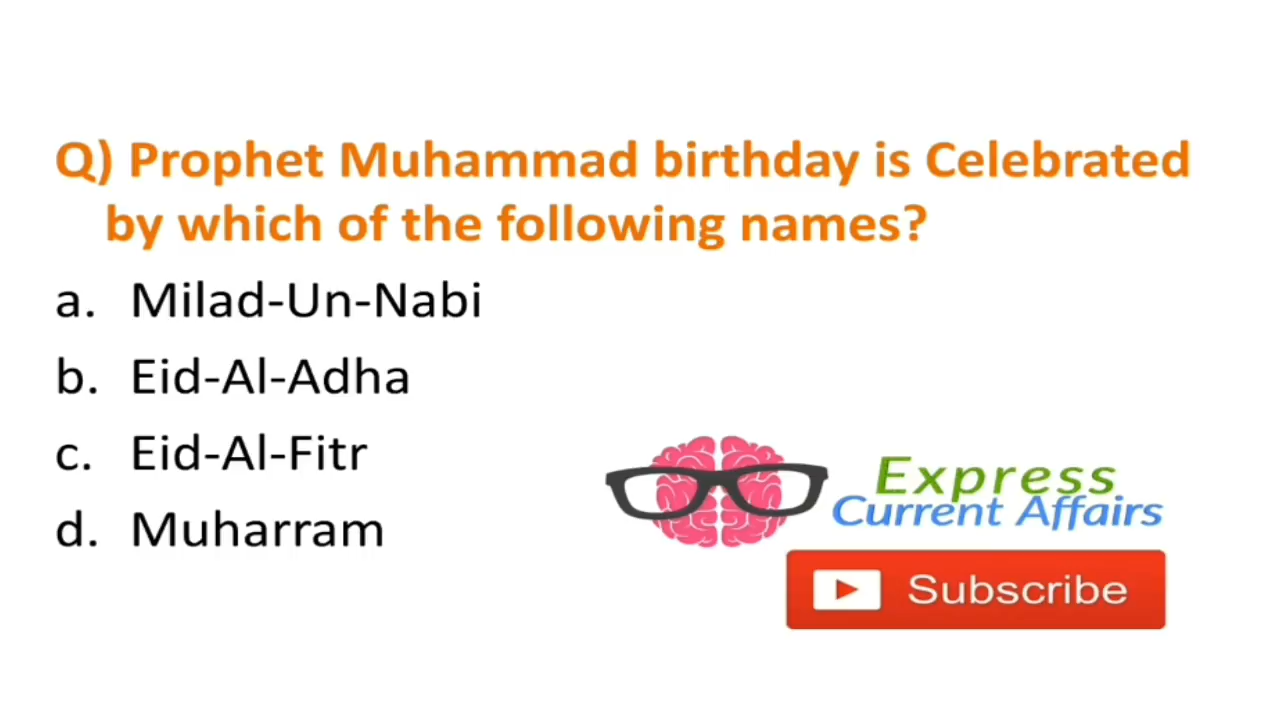 Q) Prophet Muhammad birthday is Celebrated
by which of the following names?
a. Milad-Un-Nabi
b. Eid-Al-Adha
c. Eid-Al-Fitr
d. Muharram
Express
Current Affairs
Subscribe